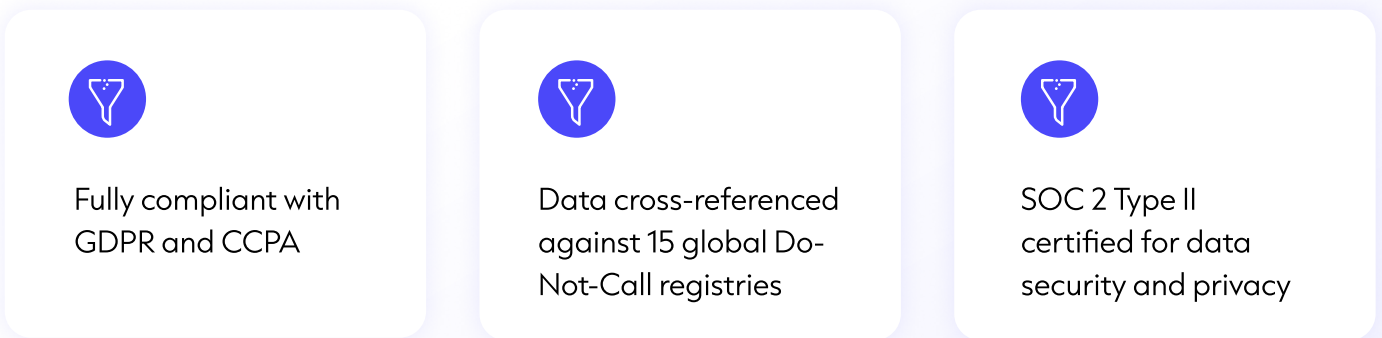 Fully compliant with
GDPR and CCPA
Data cross-referenced
against 15 global Do-
Not-Call registries
SOC 2 Type II
certified for data
security and privacy